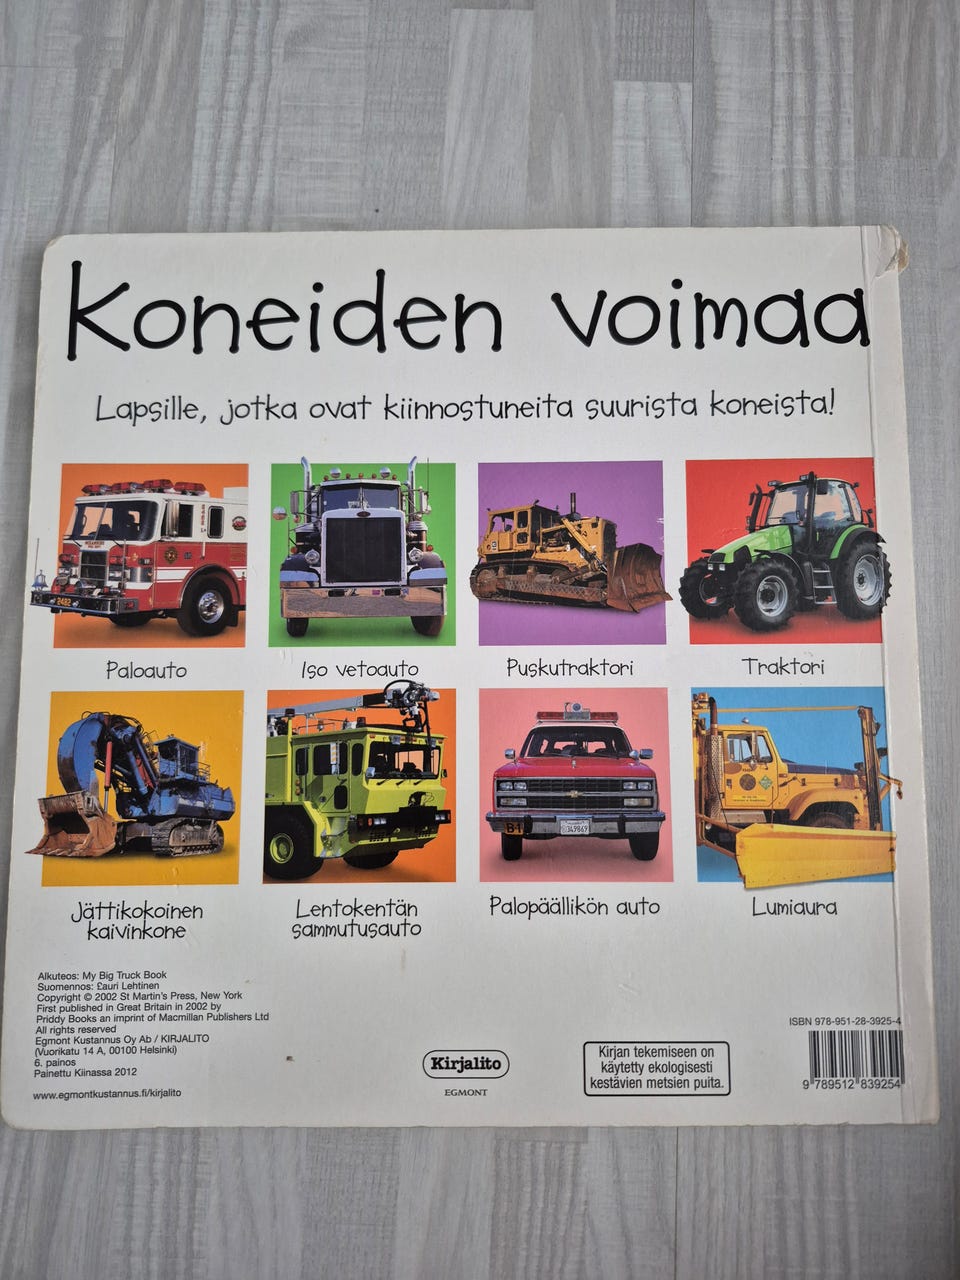 Koneiden voimaa
Lapsille, jotka ovat kiinnostuneita suurista koneista!
2482
Paloauto
Iso vetoauto
Puskutraktori
Traktori
B1
349869
Jättikokoinen
kaivinkone
Lentokentän
sammutusauto
Palopäällikön auto
Lumiaura
Alkuteos: My Big Truck Book
Suomennos: £auri Lehtinen
Copyright © 2002 St Martin's Press, New York
First published in Great Britain in 2002 by
Priddy Books an imprint of Macmillan Publishers Ltd
All rights reserved
Egmont Kustannus Oy Ab / KIRJALITO
(Vuorikatu 14 A, 00100 Helsinki)
6. painos
Painettu Kiinassa 2012
www.egmontkustannus.fi/kirjalito
Kirjalito
EGMONT
Kirjan tekemiseen on
käytetty ekologisesti
kestävien metsien puita.
ISBN 978-951-28-3925-4
9 789512 839254